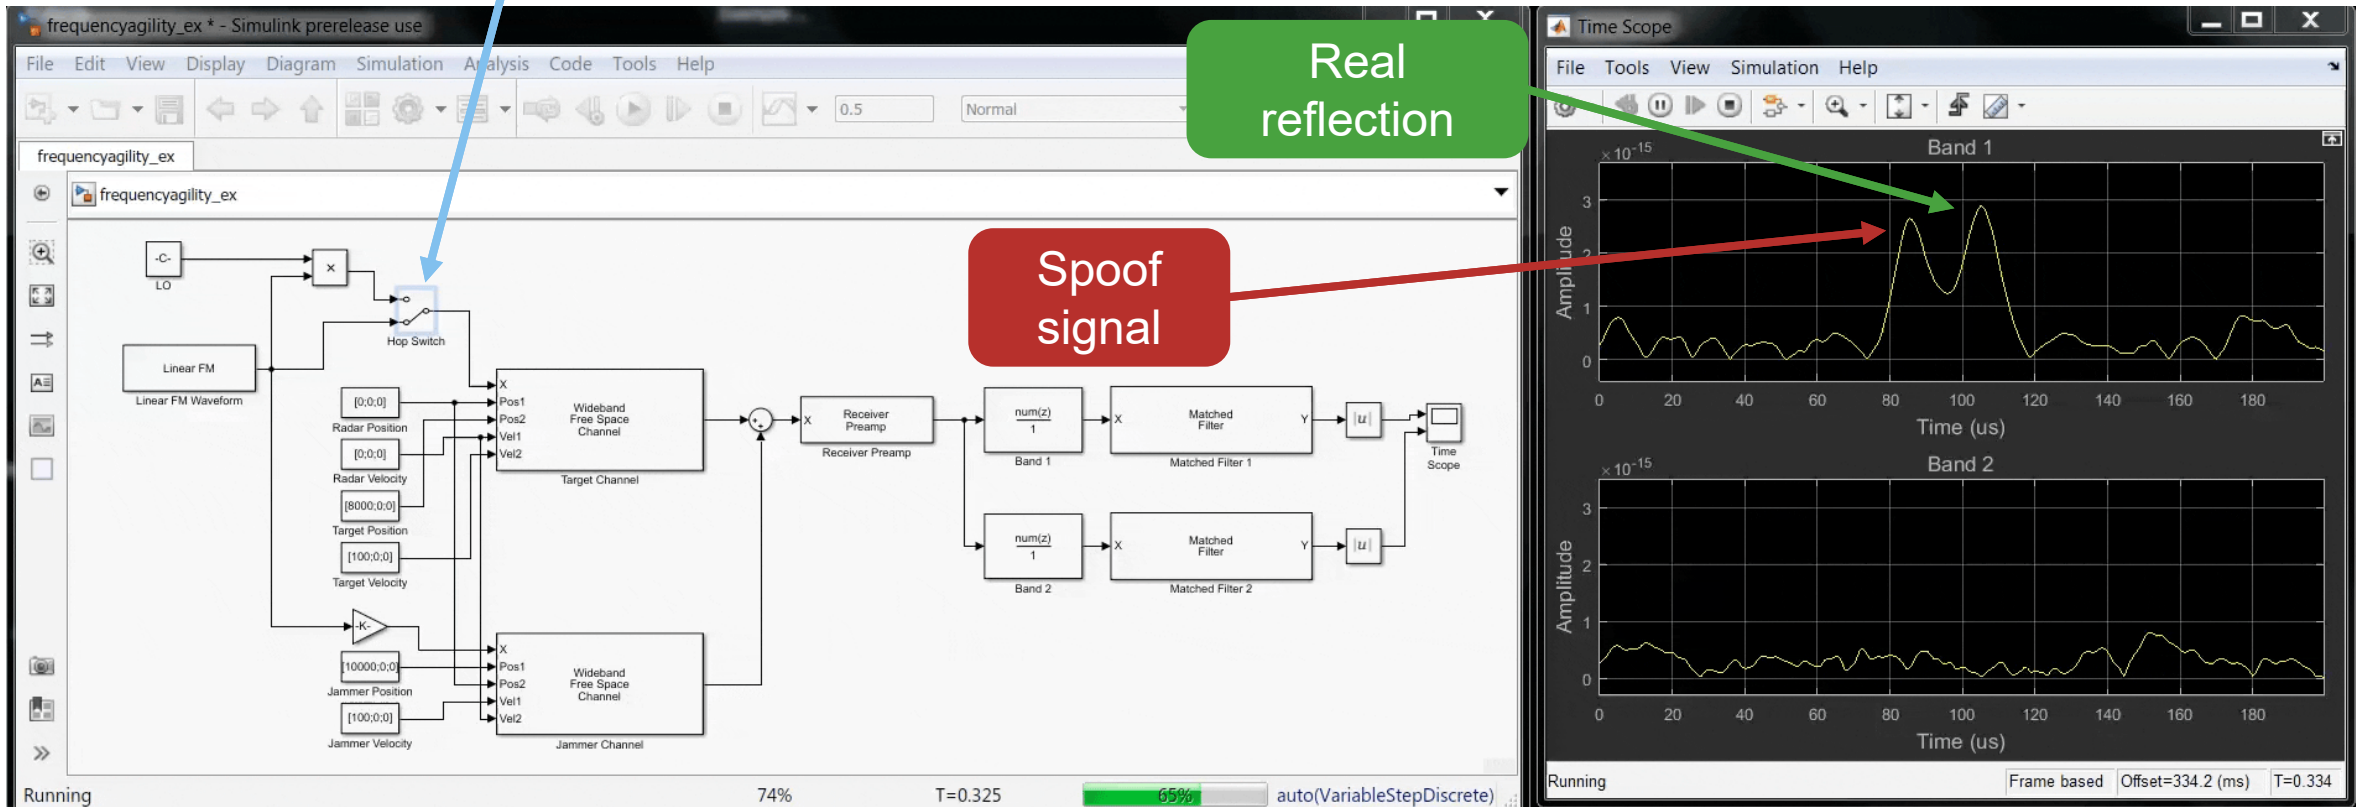 frequencyagility_ex * - Simulink prerelease use
File Edit View Display Diagram Simulation Analysis Code Tools Help
0.5
Normal
frequencyagility_ex
frequencyagility_ex
Real
reflection
Spoof
signal
-C-
LO
×
Hop Switch
Linear FM
Linear FM Waveform
[0;0;0]
Radar Position
[0;0;0]
Radar Velocity
[8000;0;0]
Target Position
[100;0;0]
Target Velocity
-K-
[10000;0;0]
Jammer Position
[100;0;0]
Jammer Velocity
X
Pos1
Pos2
Vel1
Vel2
Wideband
Free Space
Channel
Target Channel
X
Pos1
Pos2
Vel1
Vel2
Wideband
Free Space
Channel
Jammer Channel
X
Receiver
Preamp
Receiver Preamp
num(z)
1
Band 1
X
Matched
Filter
Y
Matched Filter 1
|u|
Time
Scope
num(z)
1
Band 2
X
Matched
Filter
Y
Matched Filter 2
|u|
Running
74%
T=0.325
65%
auto(VariableStepDiscrete)
Time Scope
File Tools View Simulation Help
Band 1
×10⁻¹⁵
3
2
1
0
Amplitude
0 20 40 60 80 100 120 140 160 180
Time (us)
Band 2
×10⁻¹⁵
3
2
1
0
Amplitude
0 20 40 60 80 100 120 140 160 180
Time (us)
Running
Frame based
Offset=334.2 (ms)
T=0.334